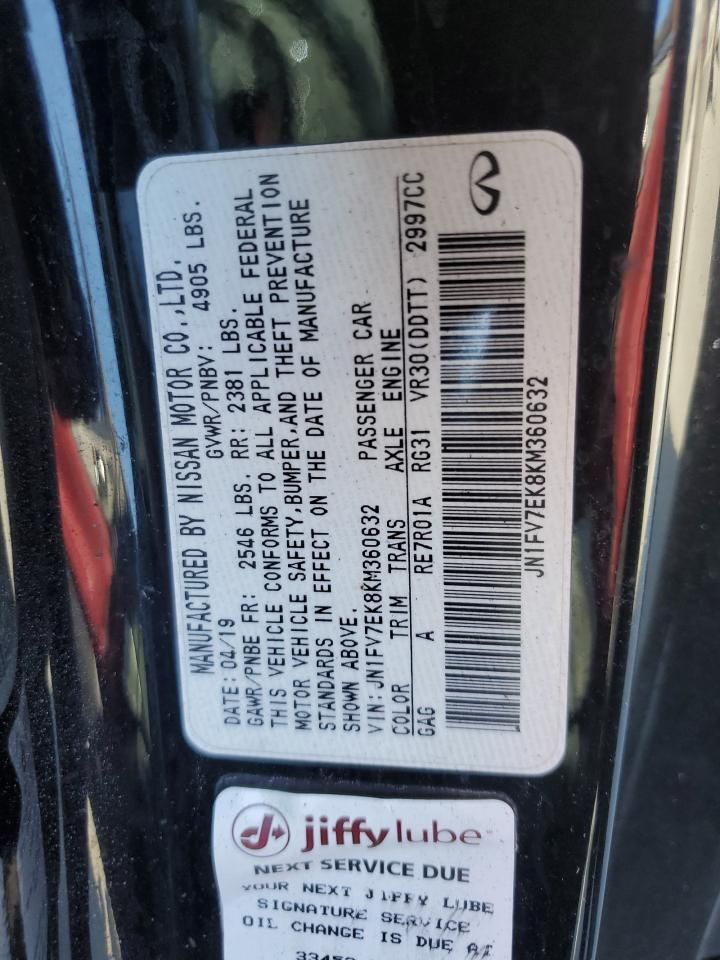 MANUFACTURED BY NISSAN MOTOR CO.,LTD.
DATE: 04/19 GVWR/PNBV: 4905 LBS.
GAWR/PNBE FR: 2546 LBS. RR: 2381 LBS.
THIS VEHICLE CONFORMS TO ALL APPLICABLE FEDERAL
MOTOR VEHICLE SAFETY,BUMPER,AND THEFT PREVENTION
STANDARDS IN EFFECT ON THE DATE OF MANUFACTURE
SHOWN ABOVE.
VIN:JN1FV7EK8KM360632 PASSENGER CAR
COLOR TRIM TRANS AXLE ENGINE
GAG A RE7R01A RG31 VR30(DDTT) 2997CC
JN1FV7EK8KM360632
jiffy lube
NEXT SERVICE DUE
YOUR NEXT JIFFY LUBE
SIGNATURE SERVICE
OIL CHANGE IS DUE AT